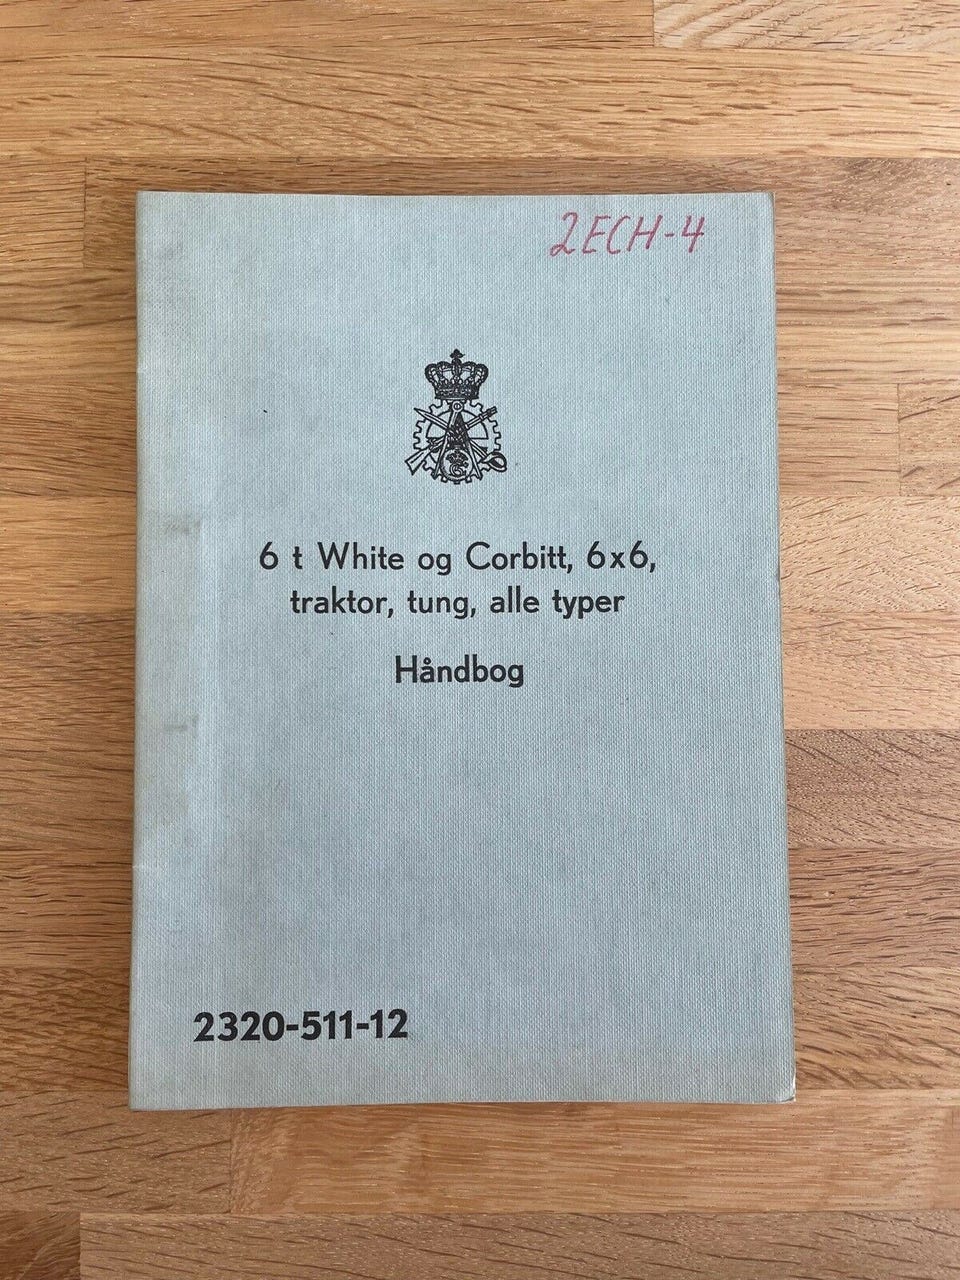 2ECH-4
6 t White og Corbitt, 6x6,
traktor, tung, alle typer
Håndbog
2320-511-12